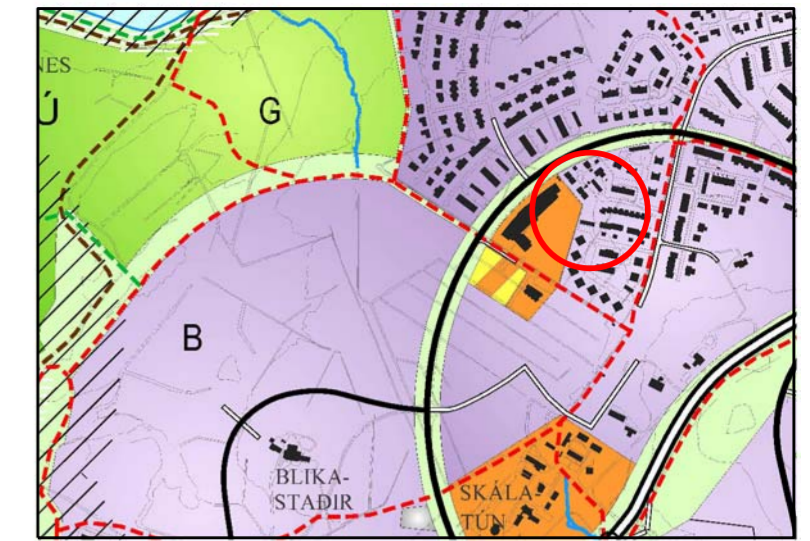 NES
Ú
G
B
BLIKA-
STAÐIR
SKÁLA-
TÚN